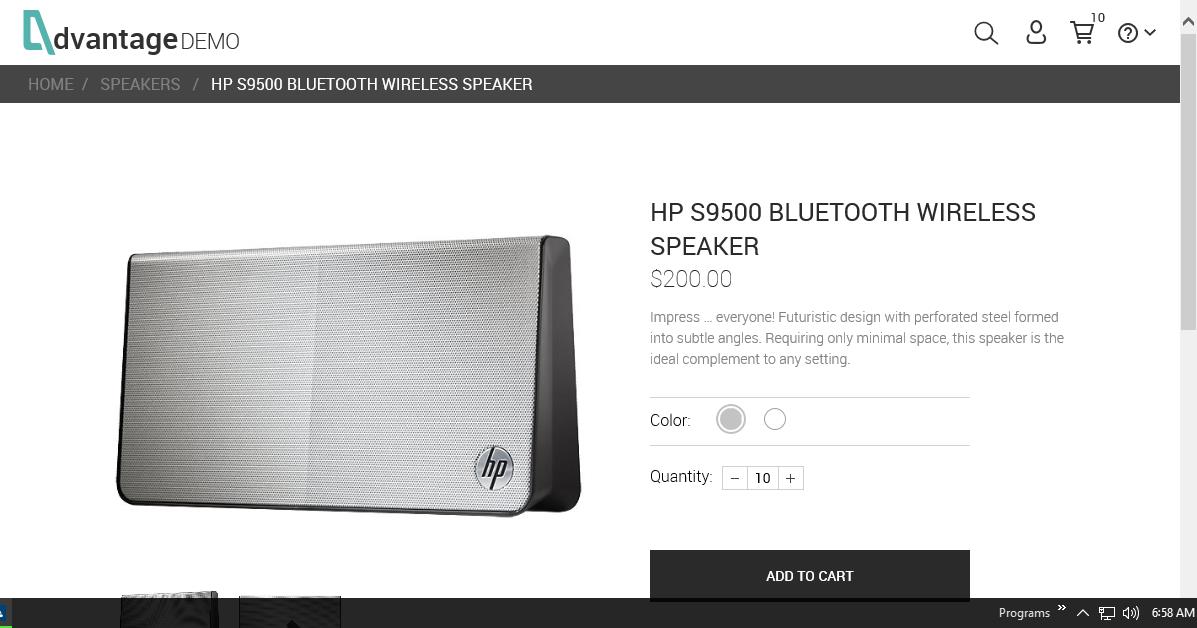 dvantage DEMO
10
?
HOME / SPEAKERS / HP S9500 BLUETOOTH WIRELESS SPEAKER
HP S9500 BLUETOOTH WIRELESS
SPEAKER
$200.00
Impress ... everyone! Futuristic design with perforated steel formed
into subtle angles. Requiring only minimal space, this speaker is the
ideal complement to any setting.
Color:
Quantity: − 10 +
hp
ADD TO CART
Programs » 6:58 AM